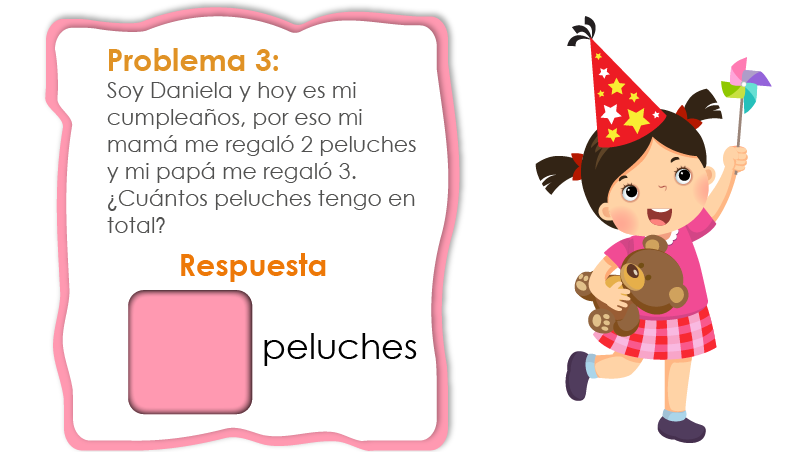 Problema 3:
Soy Daniela y hoy es mi
cumpleaños, por eso mi
mamá me regaló 2 peluches
y mi papá me regaló 3.
¿Cuántos peluches tengo en
total?
Respuesta
peluches